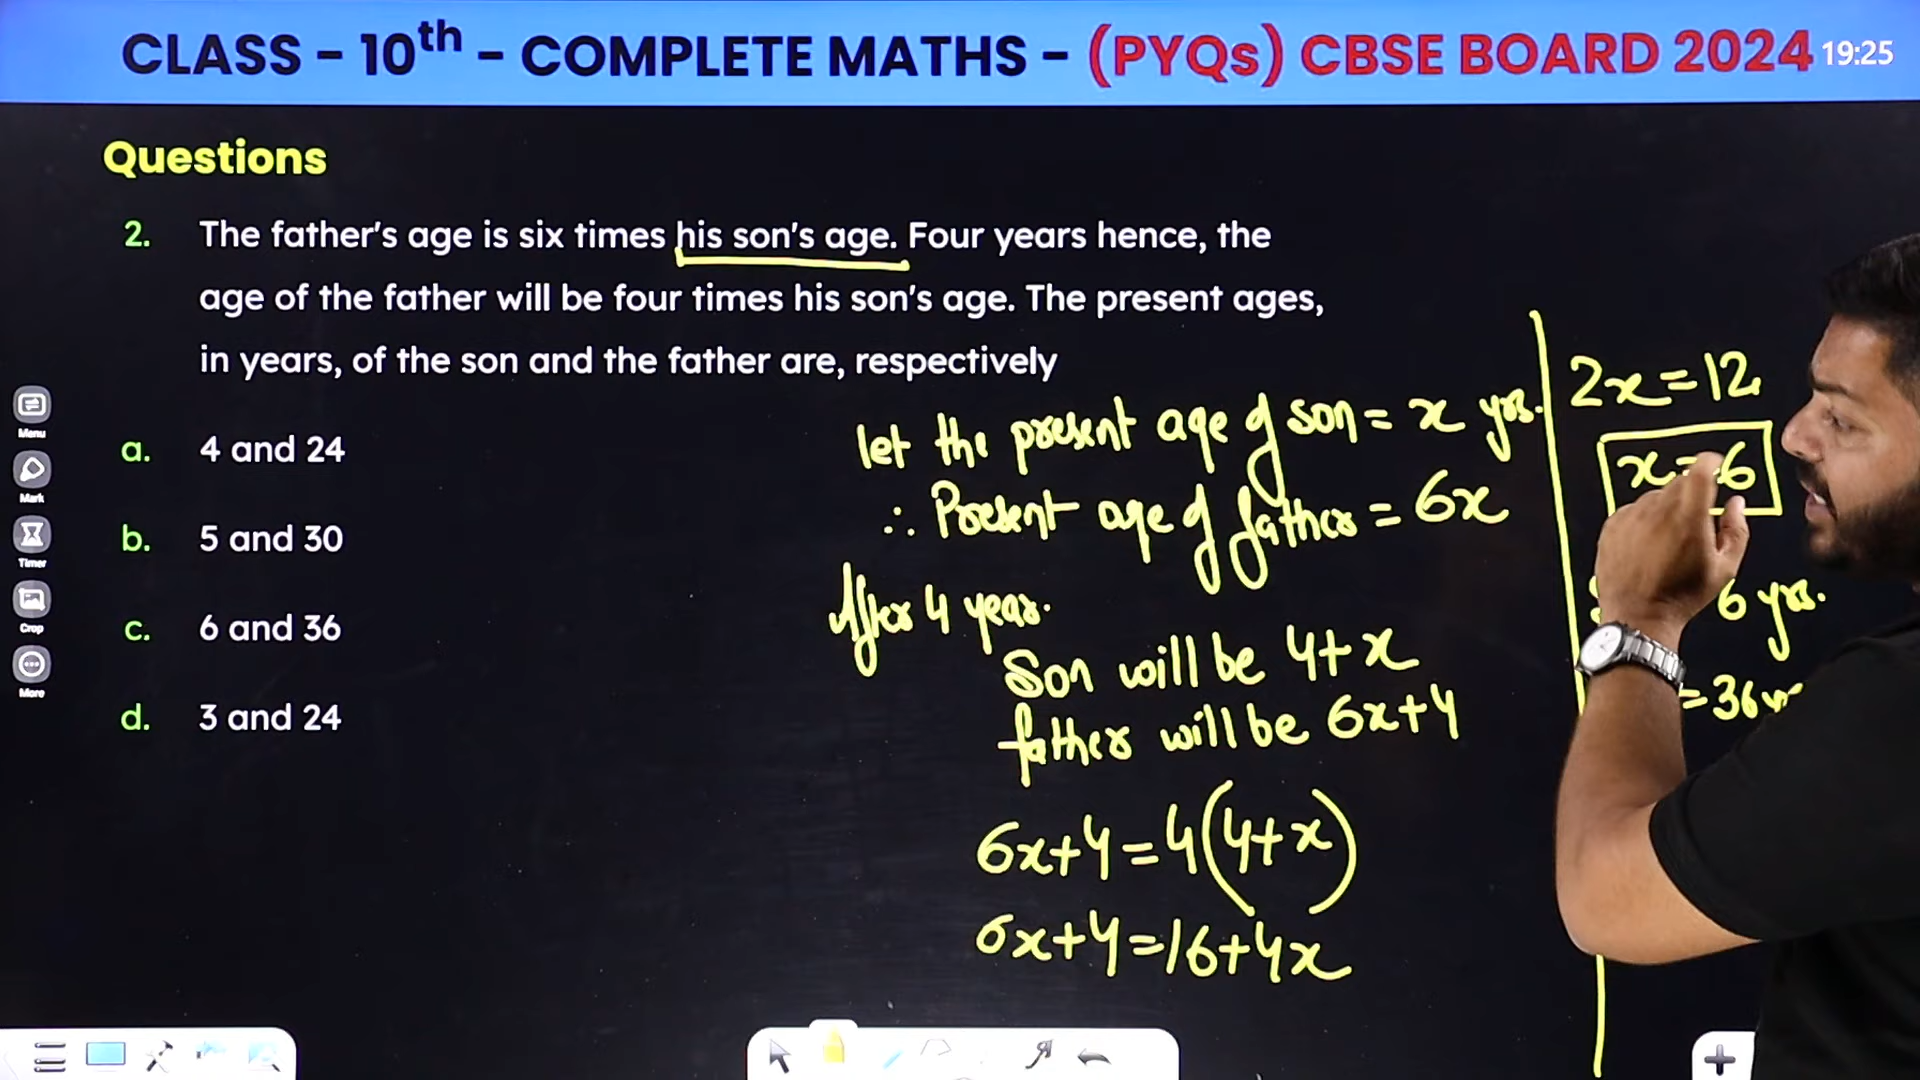 CLASS - 10th - COMPLETE MATHS - (PYQs) CBSE BOARD 2024 19:25
Questions
2. The father's age is six times his son's age. Four years hence, the
age of the father will be four times his son's age. The present ages,
in years, of the son and the father are, respectively
a. 4 and 24
b. 5 and 30
c. 6 and 36
d. 3 and 24
Menu
Mark
Timer
Crop
More
let the present age of son = x yrs.
∴ Present age of father = 6x
After 4 year.
Son will be 4+x
father will be 6x+4
6x+4=4(4+x)
6x+4=16+4x
2x=12
x=6
6 yrs.
=36